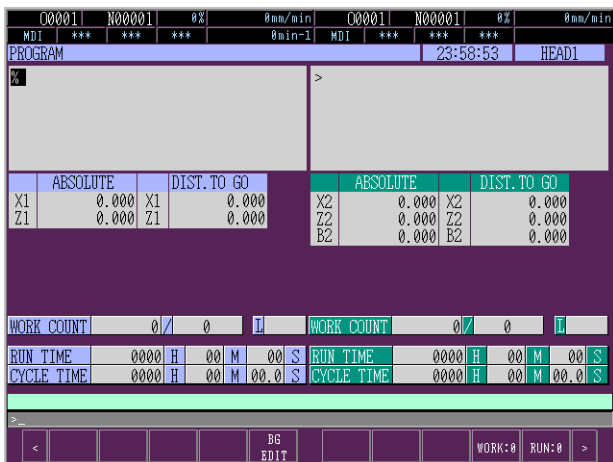 O0001 N00001 0% 0mm/min O0001 N00001 0% 0mm/min
MDI *** *** *** 0min-1 MDI *** *** ***
PROGRAM 23:58:53 HEAD1
% >
ABSOLUTE DIST.TO GO ABSOLUTE DIST.TO GO
X1 0.000 X1 0.000 X2 0.000 X2 0.000
Z1 0.000 Z1 0.000 Z2 0.000 Z2 0.000
B2 0.000 B2 0.000
WORK COUNT 0 / 0 L WORK COUNT 0 / 0 L
RUN TIME 0000 H 00 M 00 S RUN TIME 0000 H 00 M 00 S
CYCLE TIME 0000 H 00 M 00.0 S CYCLE TIME 0000 H 00 M 00.0 S
>_
< BG EDIT WORK:0 RUN:0 >